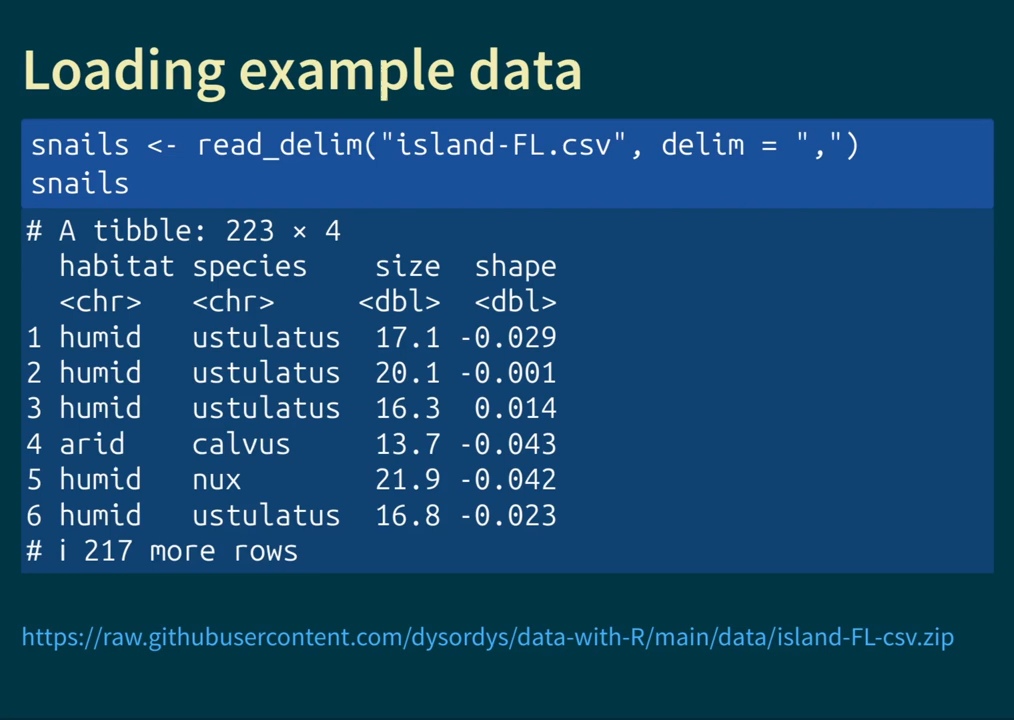 Loading example data
snails <- read_delim("island-FL.csv", delim = ",")
snails
# A tibble: 223 × 4
  habitat species    size  shape
  <chr>   <chr>     <dbl>  <dbl>
1 humid   ustulatus  17.1 -0.029
2 humid   ustulatus  20.1 -0.001
3 humid   ustulatus  16.3  0.014
4 arid    calvus     13.7 -0.043
5 humid   nux        21.9 -0.042
6 humid   ustulatus  16.8 -0.023
# i 217 more rows
https://raw.githubusercontent.com/dysordys/data-with-R/main/data/island-FL-csv.zip